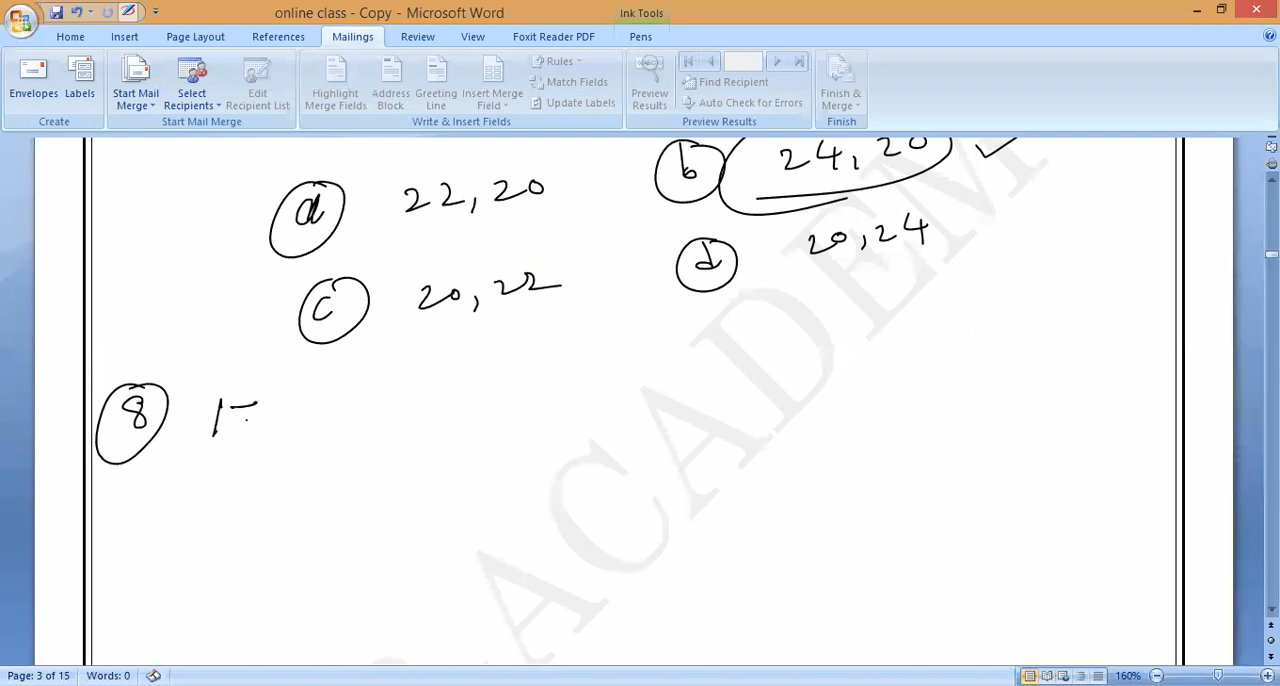 online class - Copy - Microsoft Word
Ink Tools
Home Insert Page Layout References Mailings Review View Foxit Reader PDF Pens
Envelopes Labels
Create
Start Mail Merge Select Recipients Edit Recipient List
Start Mail Merge
Highlight Merge Fields Address Block Greeting Line Insert Merge Field
Rules
Match Fields
Update Labels
Write & Insert Fields
Preview Results
Find Recipient
Auto Check for Errors
Preview Results
Finish & Merge
Finish
a 22, 20 b 24, 20
c 20, 22 d 20, 24
8
ACADEM
ACADEM
Page: 3 of 15 Words: 0 160%